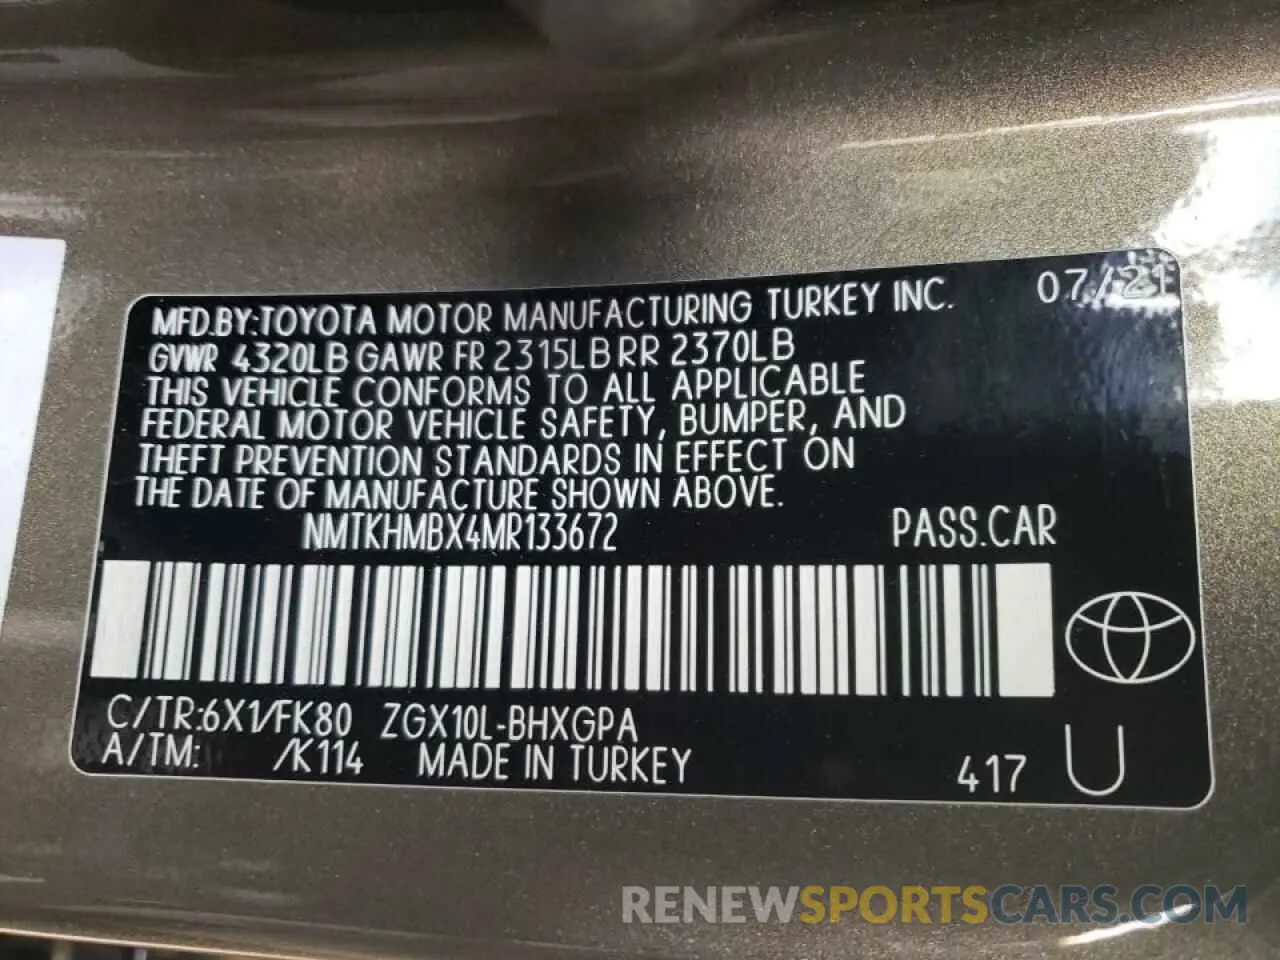 MFD.BY:TOYOTA MOTOR MANUFACTURING TURKEY INC. 07/21
GVWR 4320LB GAWR FR 2315LB RR 2370LB
THIS VEHICLE CONFORMS TO ALL APPLICABLE
FEDERAL MOTOR VEHICLE SAFETY, BUMPER, AND
THEFT PREVENTION STANDARDS IN EFFECT ON
THE DATE OF MANUFACTURE SHOWN ABOVE.
NMTKHMBX4MR133672 PASS.CAR
C/TR:6X1/FK80 ZGX10L-BHXGPA
A/TM: /K114 MADE IN TURKEY 417 U
RENEWSPORTSCARS.COM